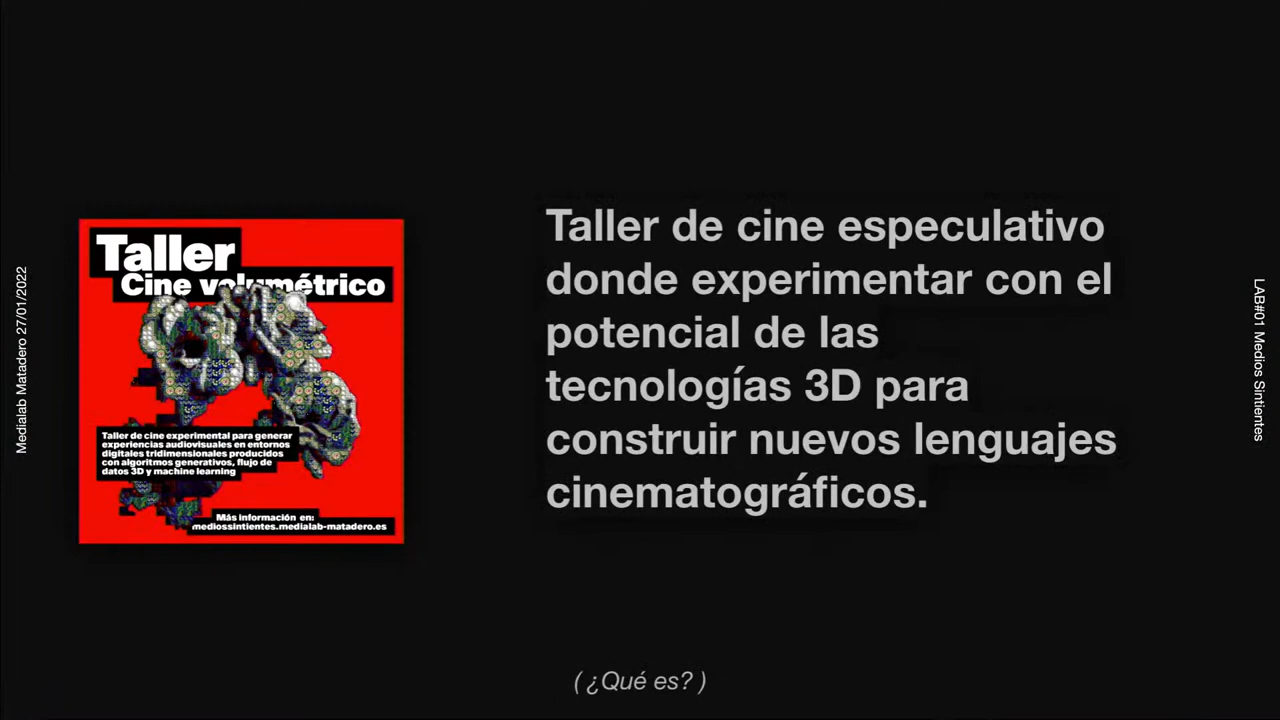 Medialab Matadero 27/01/2022
Taller
Cine volumétrico
Taller de cine experimental para generar
experiencias audiovisuales en entornos
digitales tridimensionales producidos
con algoritmos generativos, flujo de
datos 3D y machine learning
Más información en:
mediossintientes.medialab-matadero.es
Taller de cine especulativo
donde experimentar con el
potencial de las
tecnologías 3D para
construir nuevos lenguajes
cinematográficos.
( ¿Qué es? )
LAB#01 Medios Sintientes